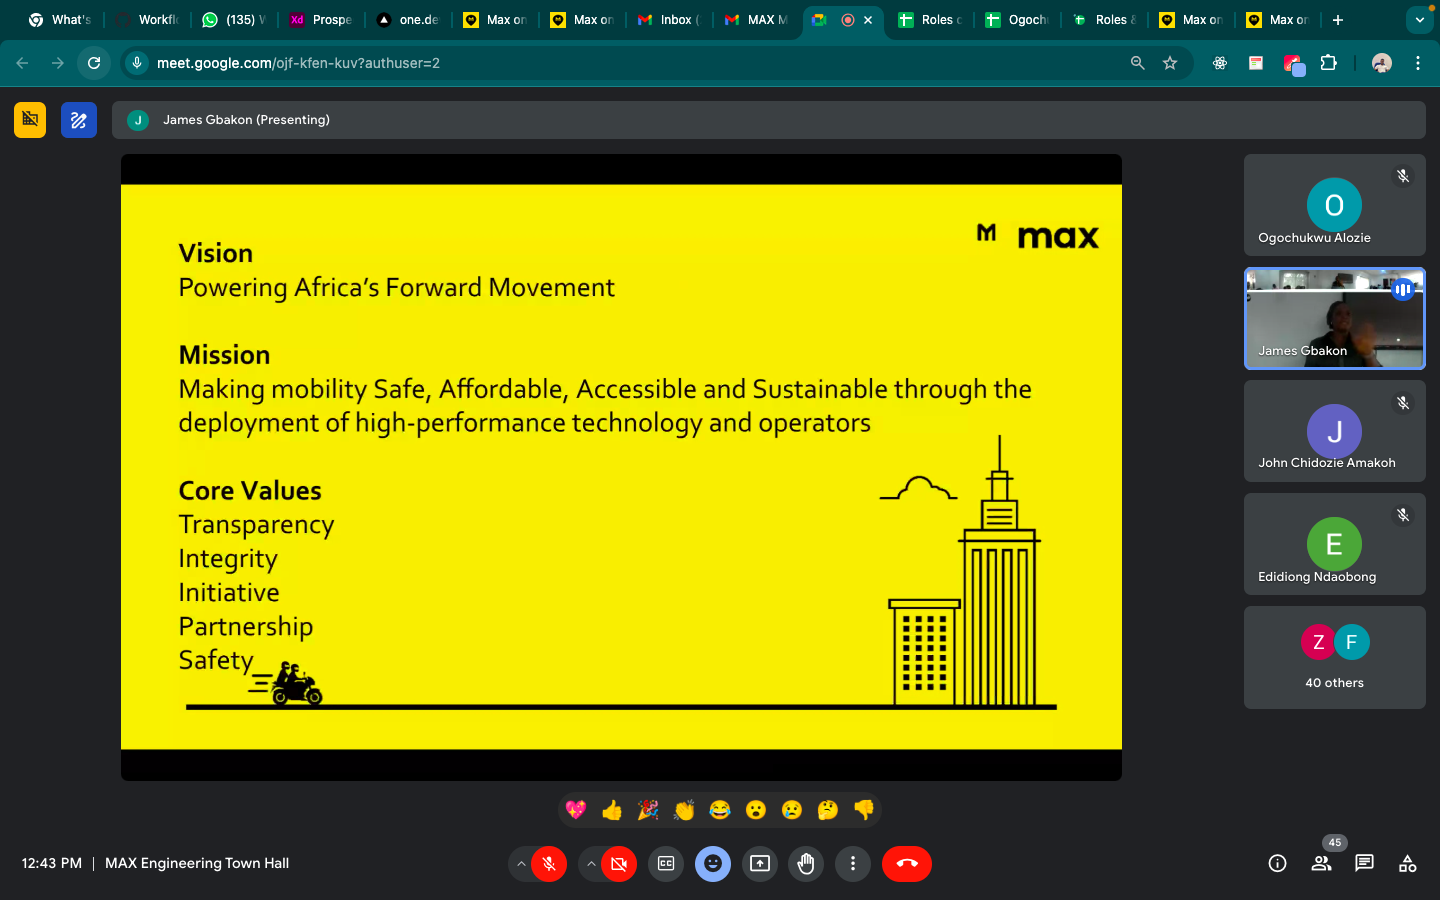 What's
Workfl
(135) W
Xd
Prospe
one.de
Max on
Max on
Inbox (
MAX M
Roles o
Ogoch
Roles &
Max on
Max on
meet.google.com/ojf-kfen-kuv?authuser=2
J
James Gbakon (Presenting)
M max
Vision
Powering Africa's Forward Movement
Mission
Making mobility Safe, Affordable, Accessible and Sustainable through the
deployment of high-performance technology and operators
Core Values
Transparency
Integrity
Initiative
Partnership
Safety
O
Ogochukwu Alozie
James Gbakon
J
John Chidozie Amakoh
E
Edidiong Ndaobong
Z F
40 others
12:43 PM | MAX Engineering Town Hall
CC
45